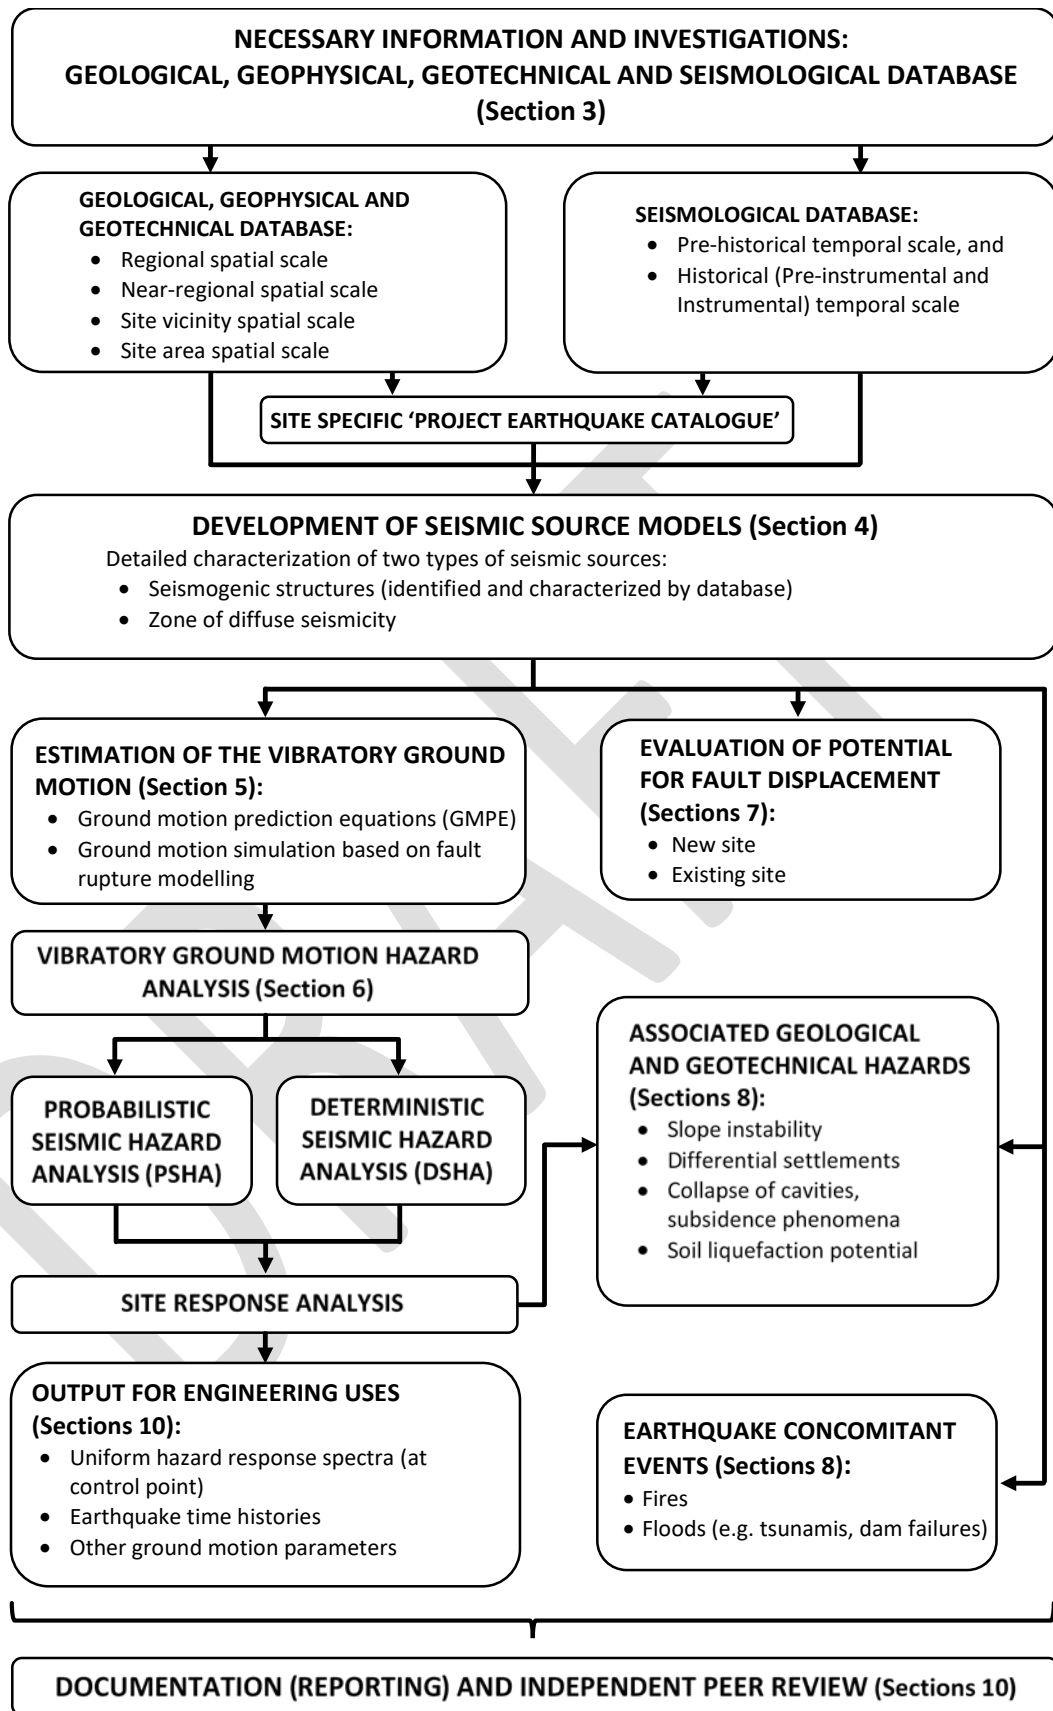 NECESSARY INFORMATION AND INVESTIGATIONS:
GEOLOGICAL, GEOPHYSICAL, GEOTECHNICAL AND SEISMOLOGICAL DATABASE
(Section 3)
GEOLOGICAL, GEOPHYSICAL AND
GEOTECHNICAL DATABASE:
• Regional spatial scale
• Near-regional spatial scale
• Site vicinity spatial scale
• Site area spatial scale
SEISMOLOGICAL DATABASE:
• Pre-historical temporal scale, and
• Historical (Pre-instrumental and
Instrumental) temporal scale
SITE SPECIFIC ‘PROJECT EARTHQUAKE CATALOGUE’
DEVELOPMENT OF SEISMIC SOURCE MODELS (Section 4)
Detailed characterization of two types of seismic sources:
• Seismogenic structures (identified and characterized by database)
• Zone of diffuse seismicity
ESTIMATION OF THE VIBRATORY GROUND
MOTION (Section 5):
• Ground motion prediction equations (GMPE)
• Ground motion simulation based on fault
rupture modelling
EVALUATION OF POTENTIAL
FOR FAULT DISPLACEMENT
(Sections 7):
• New site
• Existing site
VIBRATORY GROUND MOTION HAZARD
ANALYSIS (Section 6)
PROBABILISTIC
SEISMIC HAZARD
ANALYSIS (PSHA)
DETERMINISTIC
SEISMIC HAZARD
ANALYSIS (DSHA)
ASSOCIATED GEOLOGICAL
AND GEOTECHNICAL HAZARDS
(Sections 8):
• Slope instability
• Differential settlements
• Collapse of cavities,
subsidence phenomena
• Soil liquefaction potential
SITE RESPONSE ANALYSIS
OUTPUT FOR ENGINEERING USES
(Sections 10):
• Uniform hazard response spectra (at
control point)
• Earthquake time histories
• Other ground motion parameters
EARTHQUAKE CONCOMITANT
EVENTS (Sections 8):
• Fires
• Floods (e.g. tsunamis, dam failures)
DOCUMENTATION (REPORTING) AND INDEPENDENT PEER REVIEW (Sections 10)
DRAFT